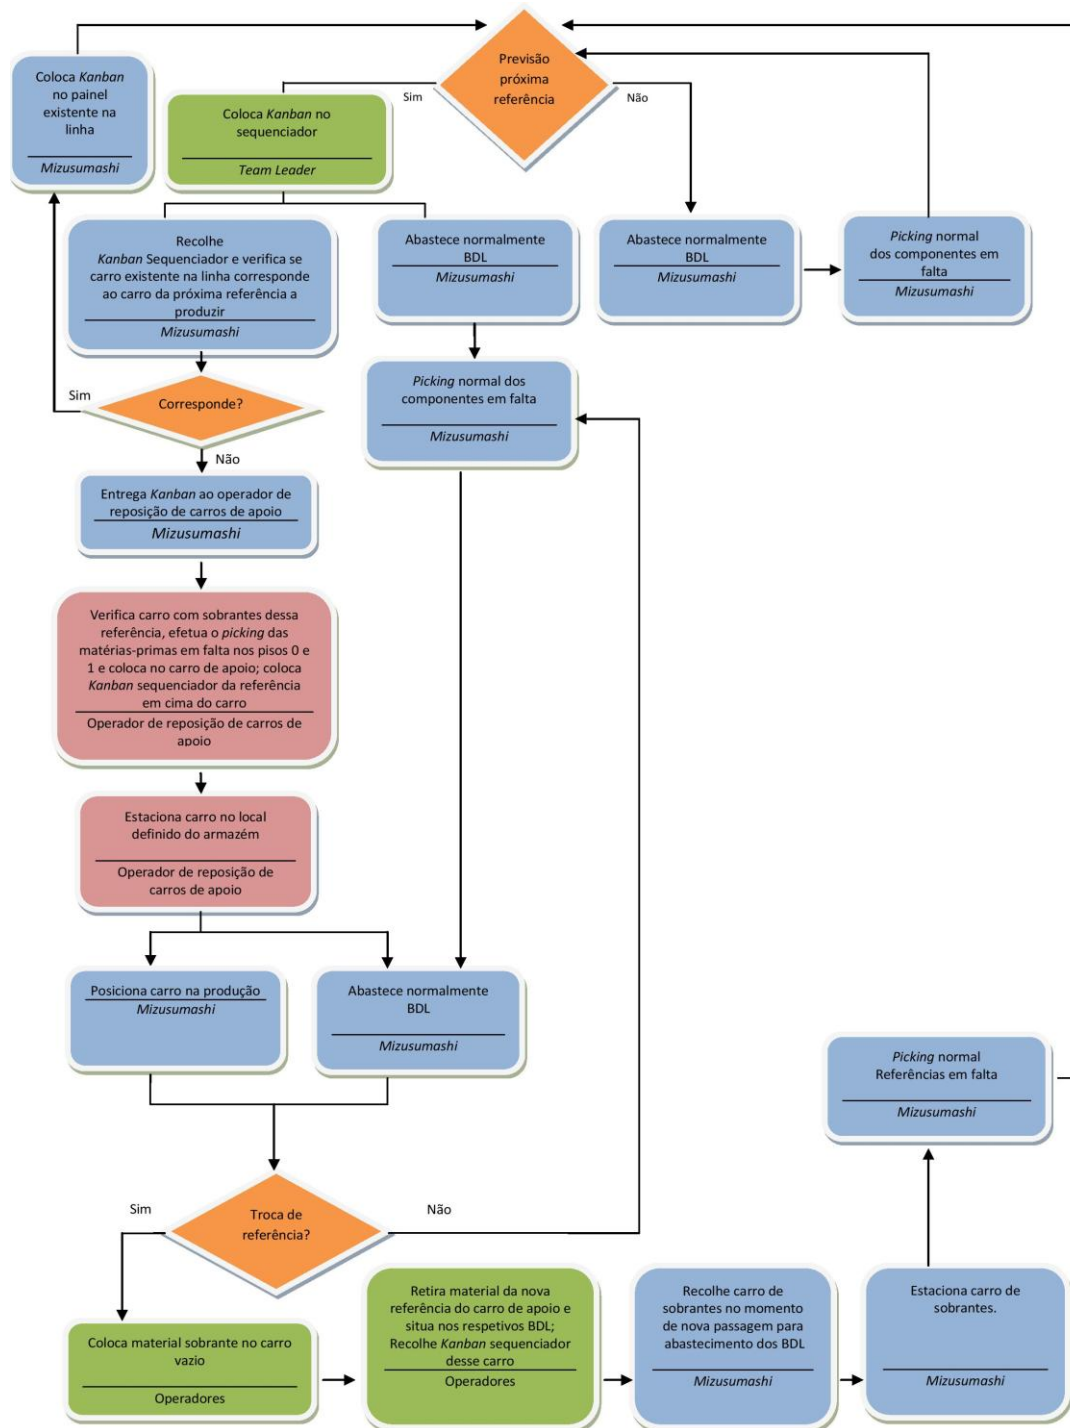 Previsão
próxima
referência
Sim
Não
Coloca Kanban
no painel
existente na
linha
Mizusumashi
Coloca Kanban no
sequenciador
Team Leader
Recolhe
Kanban Sequenciador e verifica se
carro existente na linha corresponde
ao carro da próxima referência a
produzir
Mizusumashi
Abastece normalmente
BDL
Mizusumashi
Abastece normalmente
BDL
Mizusumashi
Picking normal
dos componentes em
falta
Mizusumashi
Sim
Corresponde?
Não
Picking normal dos
componentes em falta
Mizusumashi
Entrega Kanban ao operador de
reposição de carros de apoio
Mizusumashi
Verifica carro com sobrantes dessa
referência, efetua o picking das
matérias-primas em falta nos pisos 0 e
1 e coloca no carro de apoio; coloca
Kanban sequenciador da referência
em cima do carro
Operador de reposição de carros de
apoio
Estaciona carro no local
definido do armazém
Operador de reposição de
carros de apoio
Posiciona carro na produção
Mizusumashi
Abastece normalmente
BDL
Mizusumashi
Picking normal
Referências em falta
Mizusumashi
Sim
Troca de
referência?
Não
Coloca material sobrante no carro
vazio
Operadores
Retira material da nova
referência do carro de apoio e
situa nos respetivos BDL;
Recolhe Kanban sequenciador
desse carro
Operadores
Recolhe carro de
sobrantes no momento
de nova passagem para
abastecimento dos BDL
Mizusumashi
Estaciona carro de
sobrantes.
Mizusumashi